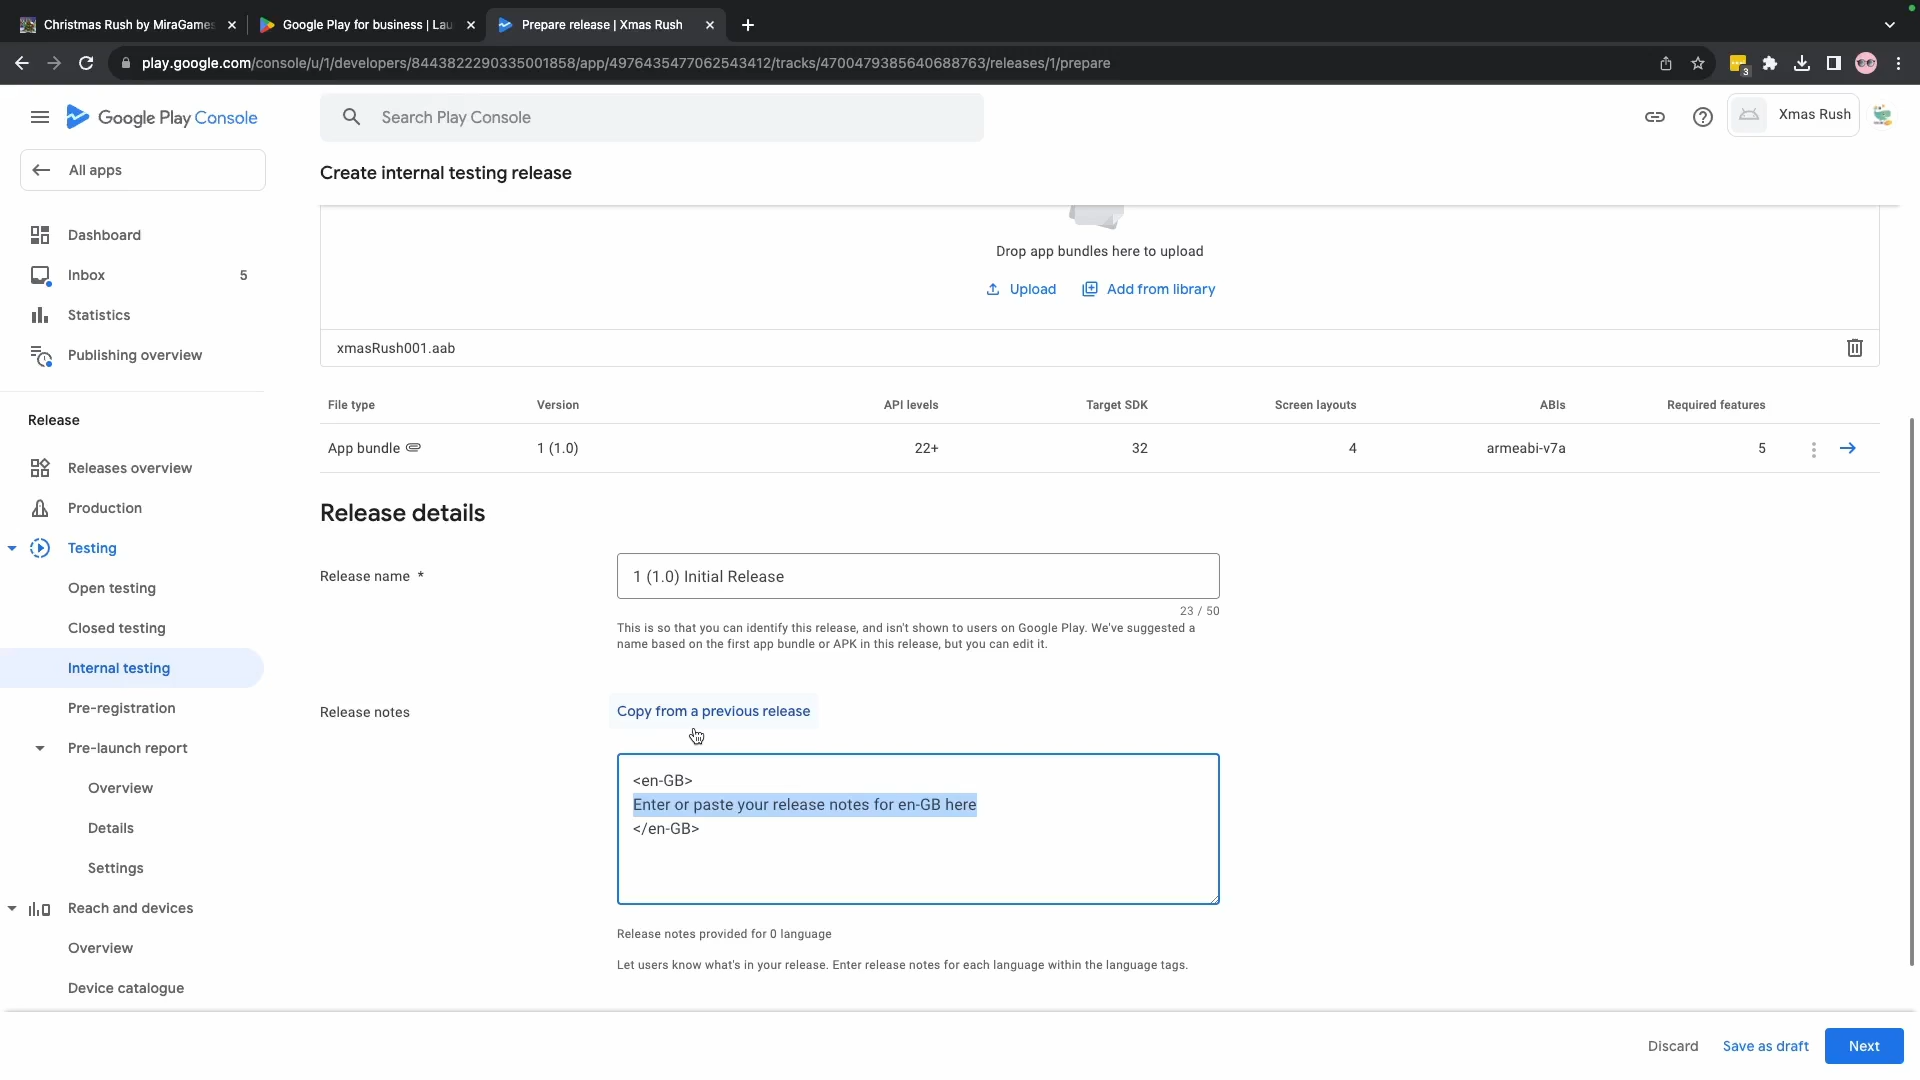 Christmas Rush by MiraGames
Google Play for business | Lau
Prepare release | Xmas Rush
play.google.com/console/u/1/developers/8443822290335001858/app/4976435477062543412/tracks/4700479385640688763/releases/1/prepare
3
Google Play Console
Search Play Console
Xmas Rush
All apps
Create internal testing release
Dashboard
Inbox 5
Statistics
Publishing overview
Release
Releases overview
Production
Testing
Open testing
Closed testing
Internal testing
Pre-registration
Pre-launch report
Overview
Details
Settings
Reach and devices
Overview
Device catalogue
Drop app bundles here to upload
Upload Add from library
xmasRush001.aab
File type Version API levels Target SDK Screen layouts ABIs Required features
App bundle 1 (1.0) 22+ 32 4 armeabi-v7a 5
Release details
Release name *
1 (1.0) Initial Release
23 / 50
This is so that you can identify this release, and isn't shown to users on Google Play. We've suggested a
name based on the first app bundle or APK in this release, but you can edit it.
Release notes
Copy from a previous release
<en-GB>
Enter or paste your release notes for en-GB here
</en-GB>
Release notes provided for 0 language
Let users know what's in your release. Enter release notes for each language within the language tags.
Discard Save as draft Next